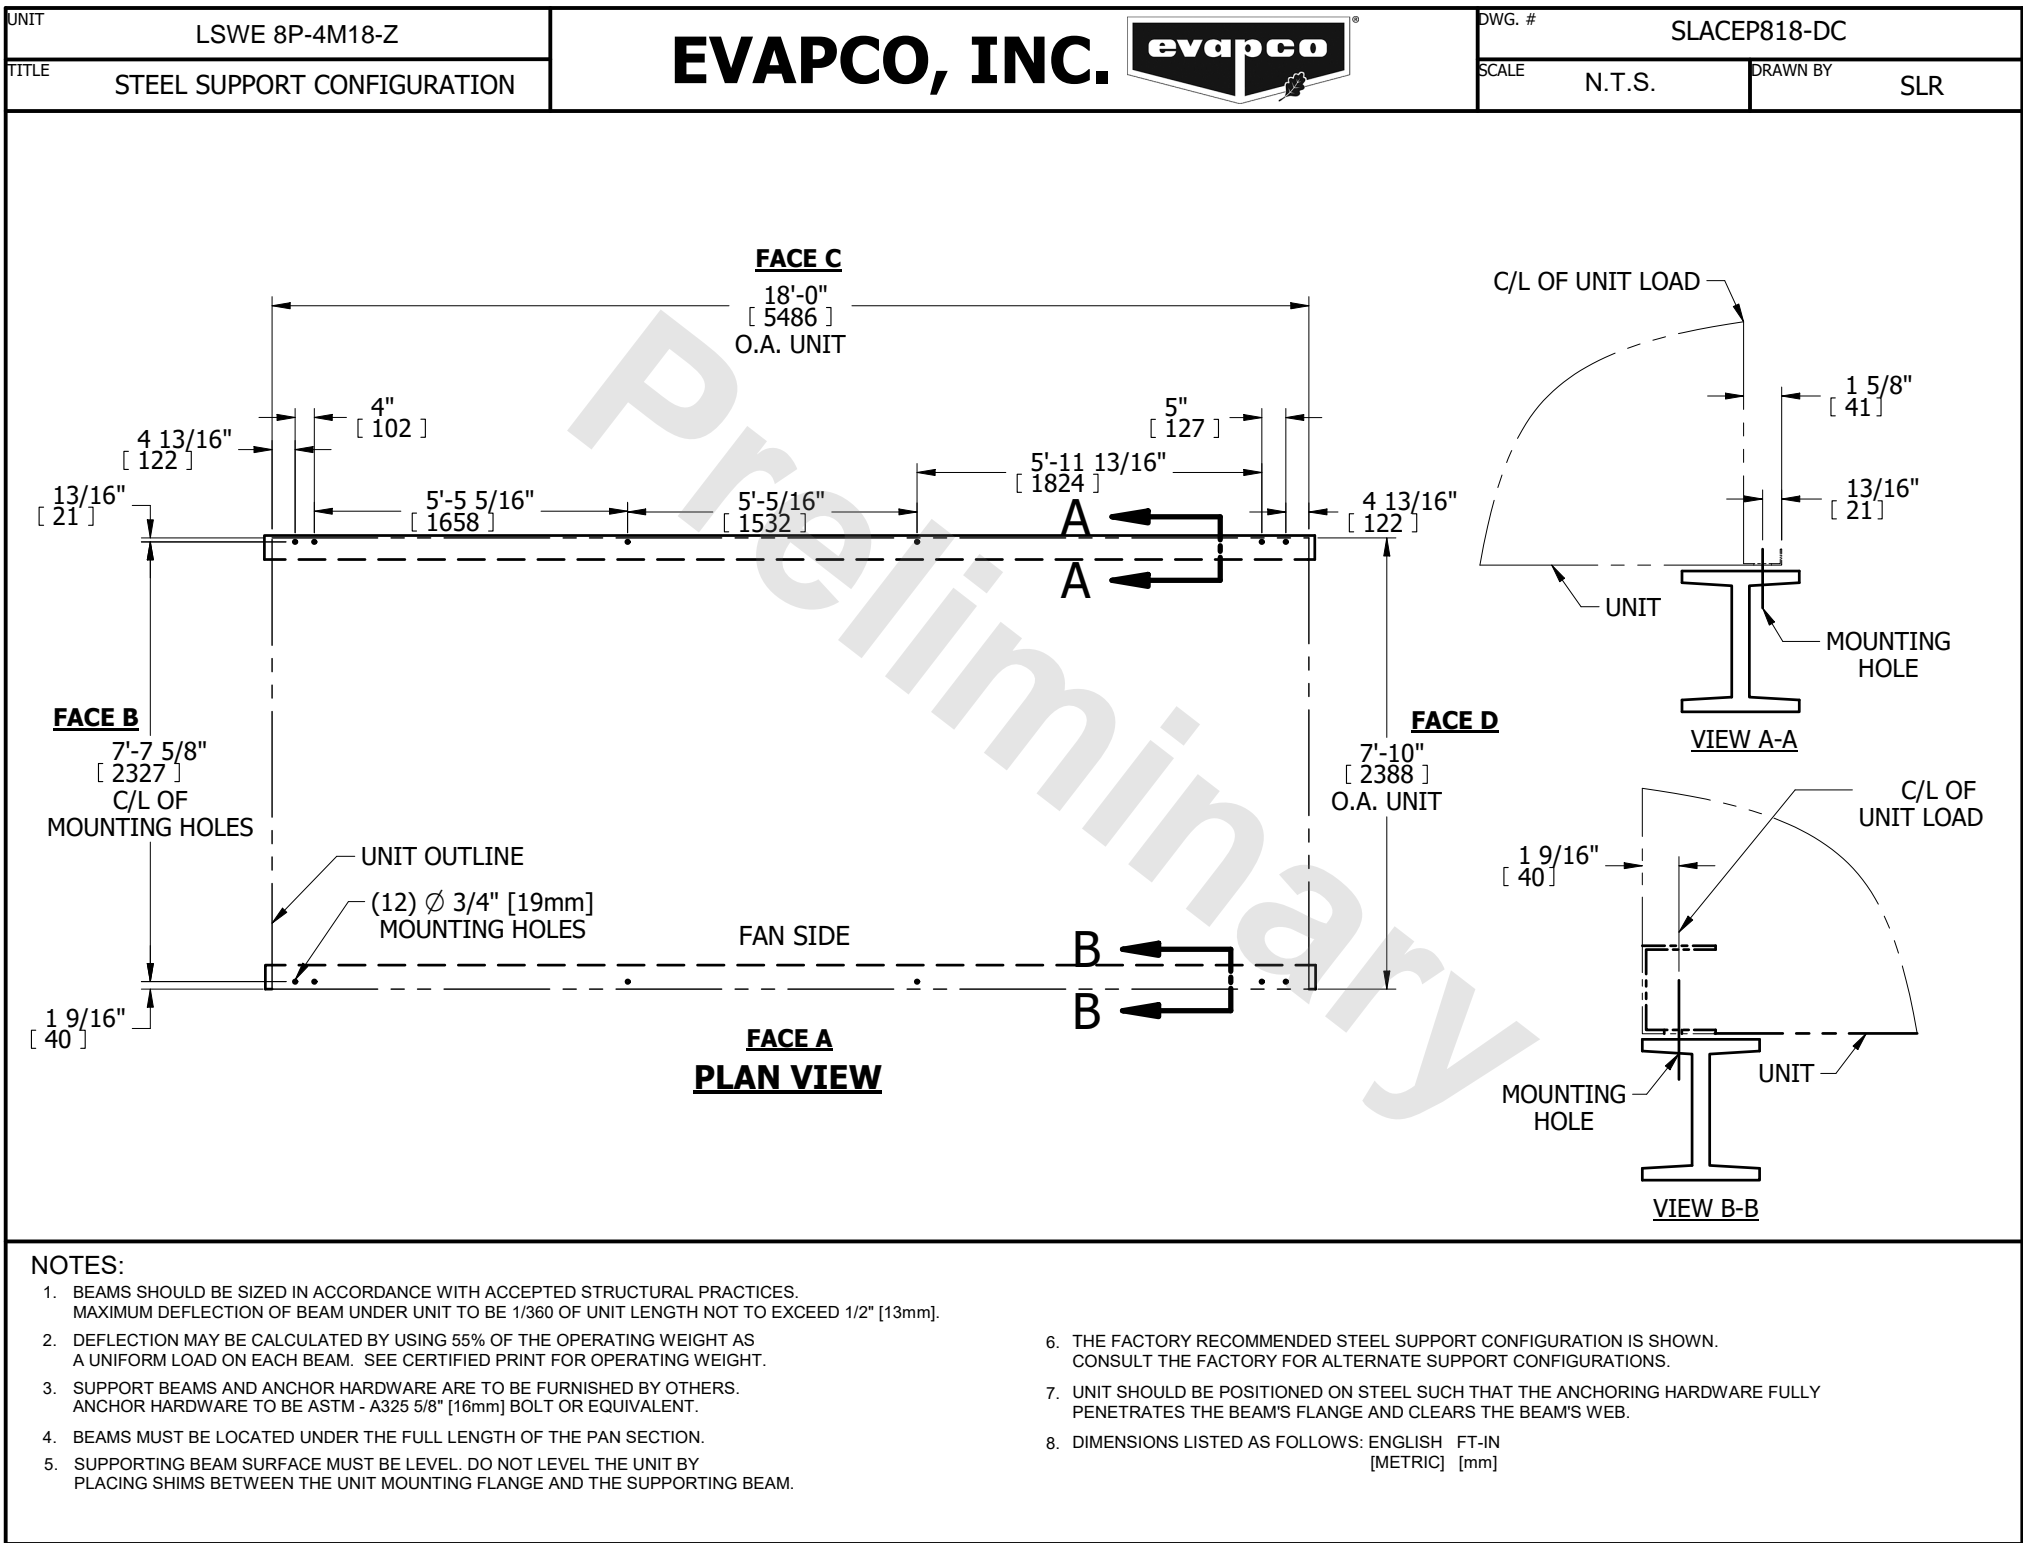 UNIT
LSWE 8P-4M18-Z
TITLE
STEEL SUPPORT CONFIGURATION
EVAPCO, INC.
evapco
®
DWG. #
SLACEP818-DC
SCALE
N.T.S.
DRAWN BY
SLR
FACE C
18'-0"
[ 5486 ]
O.A. UNIT
4"
[ 102 ]
4 13/16"
[ 122 ]
13/16"
[ 21 ]
5'-5 5/16"
[ 1658 ]
5'-5/16"
[ 1532 ]
5'-11 13/16"
[ 1824 ]
5"
[ 127 ]
4 13/16"
[ 122 ]
A
A
FACE B
7'-7 5/8"
[ 2327 ]
C/L OF
MOUNTING HOLES
FACE D
7'-10"
[ 2388 ]
O.A. UNIT
UNIT OUTLINE
(12) ∅ 3/4" [19mm]
MOUNTING HOLES
FAN SIDE
B
B
1 9/16"
[ 40 ]
FACE A
PLAN VIEW
Preliminary
C/L OF UNIT LOAD
1 5/8"
[ 41 ]
13/16"
[ 21 ]
UNIT
MOUNTING
HOLE
VIEW A-A
C/L OF
UNIT LOAD
1 9/16"
[ 40 ]
UNIT
MOUNTING
HOLE
VIEW B-B
NOTES:
1. BEAMS SHOULD BE SIZED IN ACCORDANCE WITH ACCEPTED STRUCTURAL PRACTICES.
MAXIMUM DEFLECTION OF BEAM UNDER UNIT TO BE 1/360 OF UNIT LENGTH NOT TO EXCEED 1/2" [13mm].
2. DEFLECTION MAY BE CALCULATED BY USING 55% OF THE OPERATING WEIGHT AS
A UNIFORM LOAD ON EACH BEAM. SEE CERTIFIED PRINT FOR OPERATING WEIGHT.
3. SUPPORT BEAMS AND ANCHOR HARDWARE ARE TO BE FURNISHED BY OTHERS.
ANCHOR HARDWARE TO BE ASTM - A325 5/8" [16mm] BOLT OR EQUIVALENT.
4. BEAMS MUST BE LOCATED UNDER THE FULL LENGTH OF THE PAN SECTION.
5. SUPPORTING BEAM SURFACE MUST BE LEVEL. DO NOT LEVEL THE UNIT BY
PLACING SHIMS BETWEEN THE UNIT MOUNTING FLANGE AND THE SUPPORTING BEAM.
6. THE FACTORY RECOMMENDED STEEL SUPPORT CONFIGURATION IS SHOWN.
CONSULT THE FACTORY FOR ALTERNATE SUPPORT CONFIGURATIONS.
7. UNIT SHOULD BE POSITIONED ON STEEL SUCH THAT THE ANCHORING HARDWARE FULLY
PENETRATES THE BEAM'S FLANGE AND CLEARS THE BEAM'S WEB.
8. DIMENSIONS LISTED AS FOLLOWS: ENGLISH FT-IN
[METRIC] [mm]